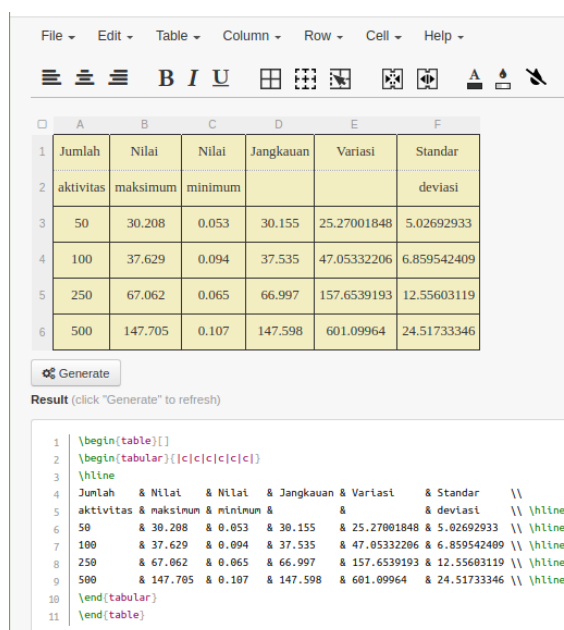 File Edit Table Column Row Cell Help
B I U A
A B C D E F
1 Jumlah Nilai Nilai Jangkauan Variasi Standar
2 aktivitas maksimum minimum deviasi
3 50 30.208 0.053 30.155 25.27001848 5.02692933
4 100 37.629 0.094 37.535 47.05332206 6.859542409
5 250 67.062 0.065 66.997 157.6539193 12.55603119
6 500 147.705 0.107 147.598 601.09964 24.51733346
Generate
Result (click "Generate" to refresh)
1 \begin{table}[]
2 \begin{tabular}{|c|c|c|c|c|c|}
3 \hline
4 Jumlah & Nilai & Nilai & Jangkauan & Variasi & Standar \\
5 aktivitas & maksimum & minimum & & & deviasi \\ \hline
6 50 & 30.208 & 0.053 & 30.155 & 25.27001848 & 5.02692933 \\ \hline
7 100 & 37.629 & 0.094 & 37.535 & 47.05332206 & 6.859542409 \\ \hline
8 250 & 67.062 & 0.065 & 66.997 & 157.6539193 & 12.55603119 \\ \hline
9 500 & 147.705 & 0.107 & 147.598 & 601.09964 & 24.51733346 \\ \hline
10 \end{tabular}
11 \end{table}